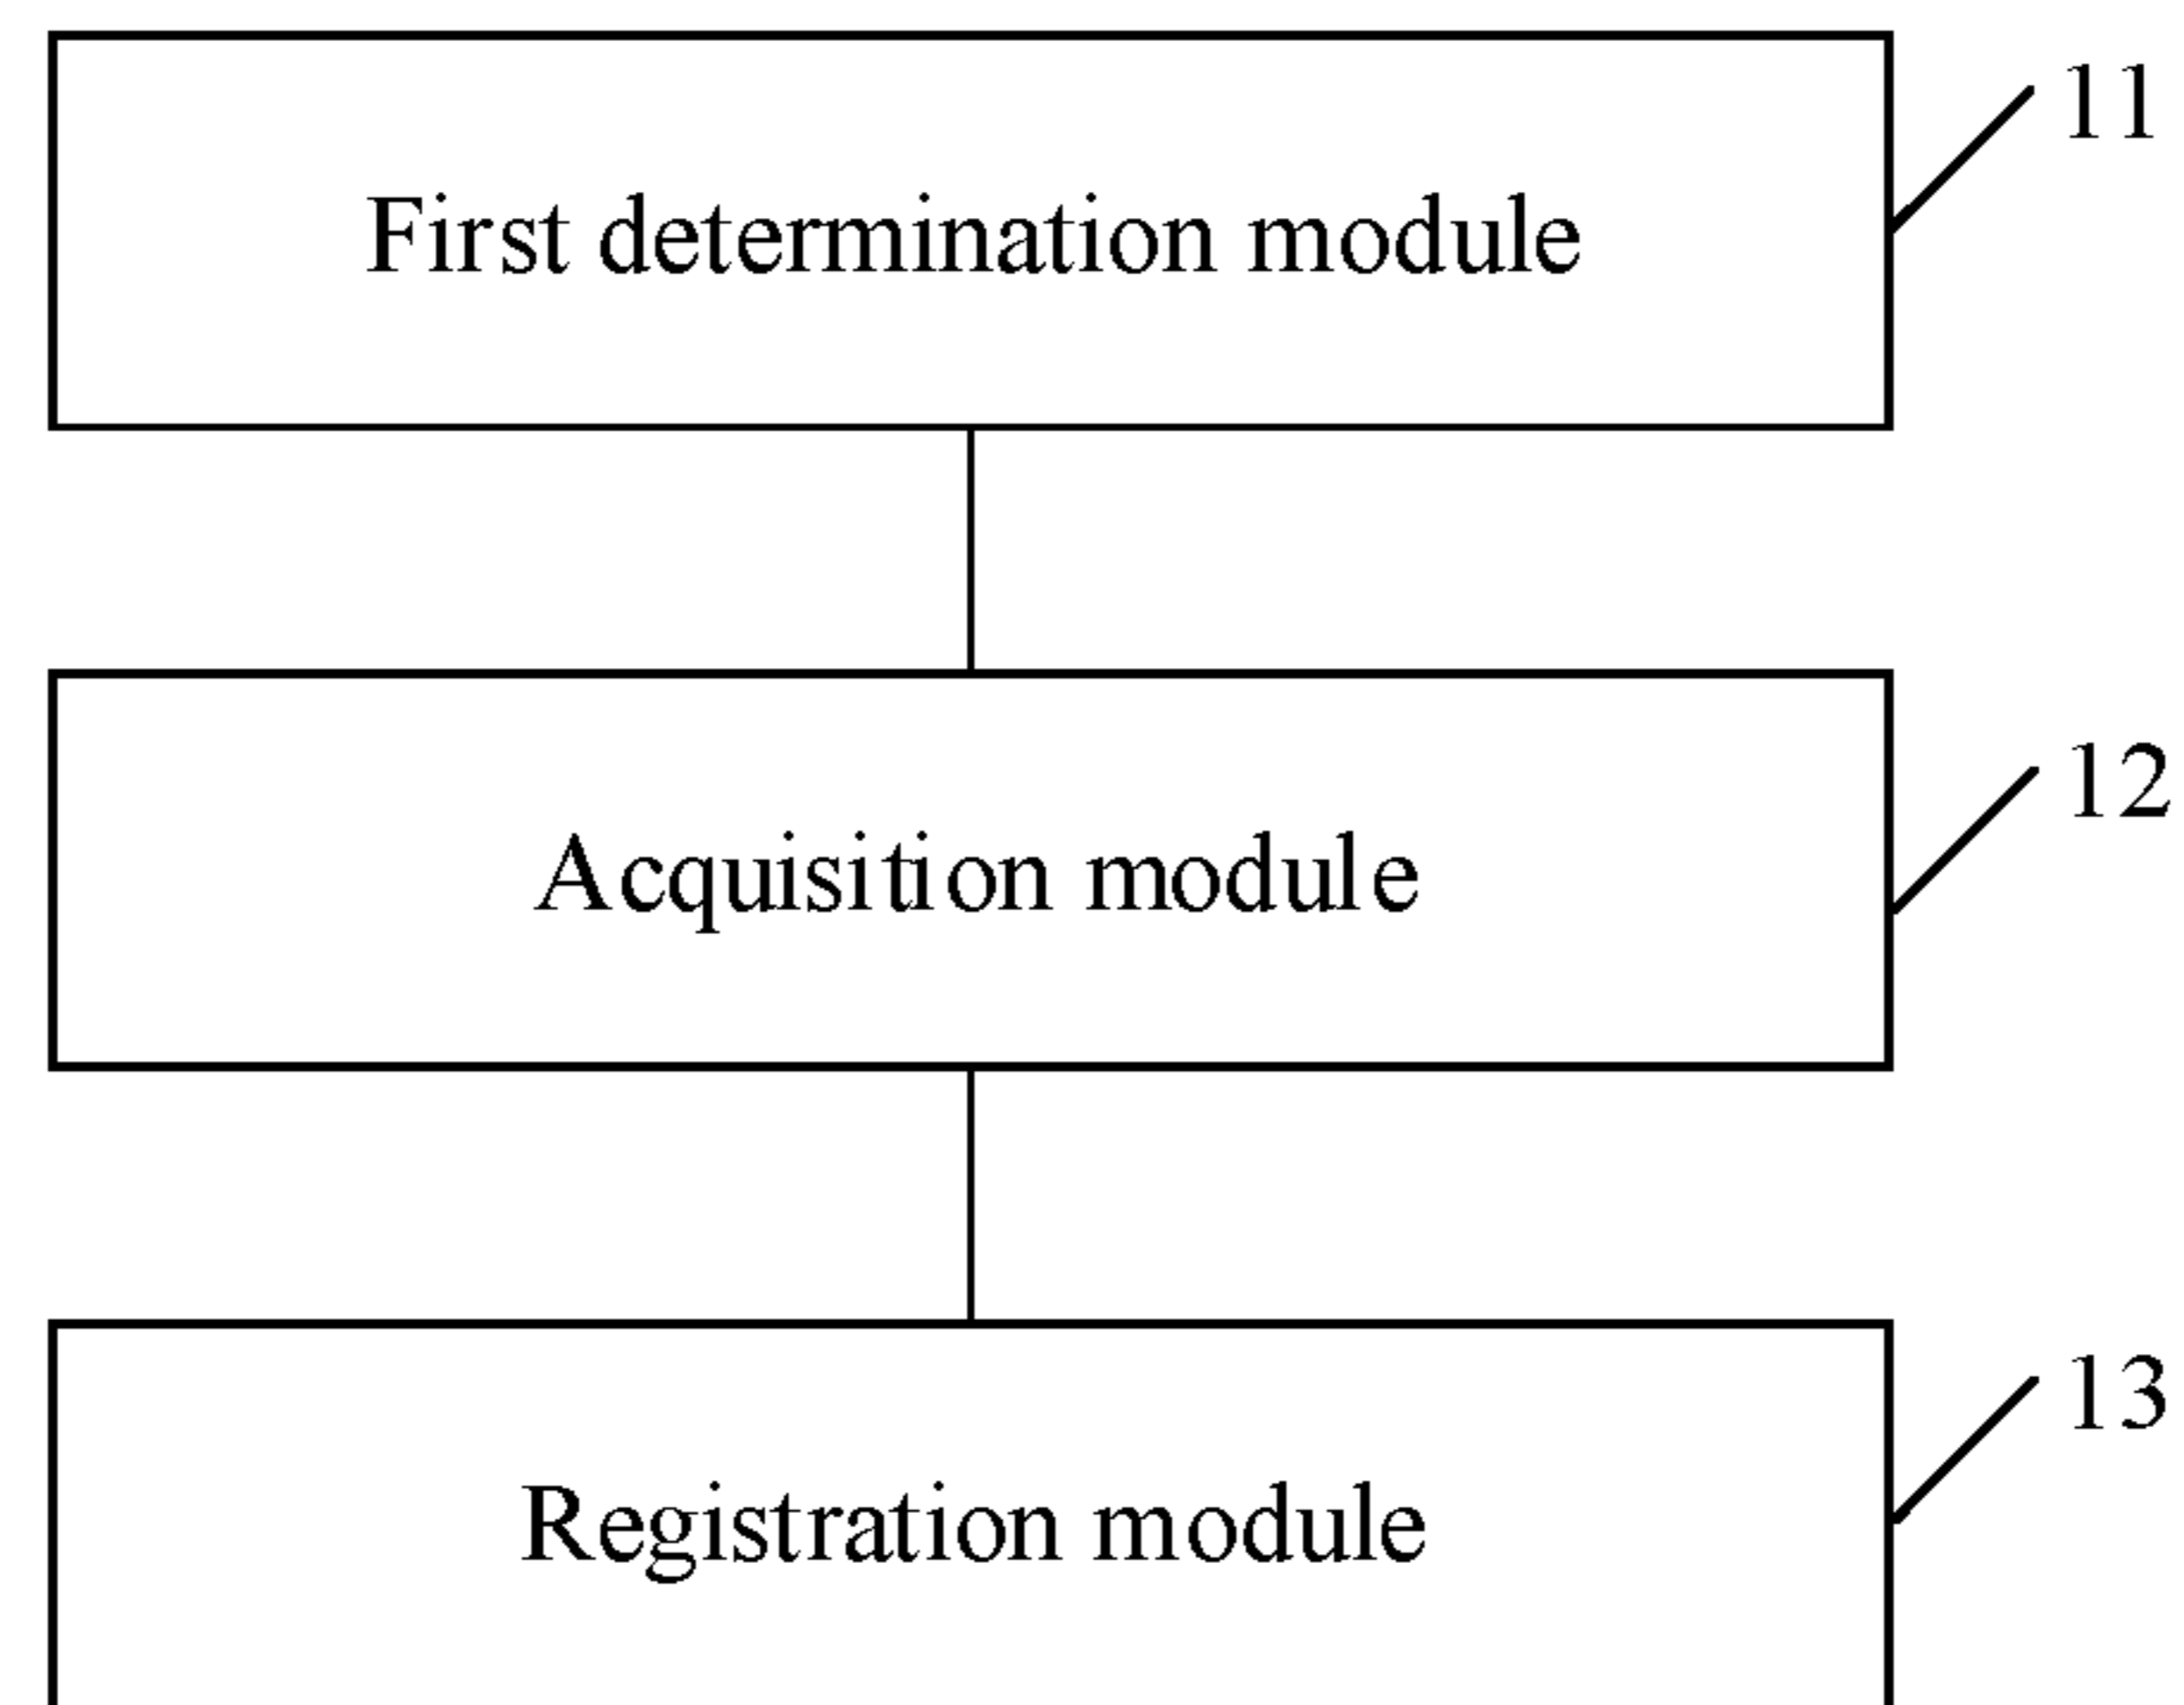 11
First determination module
12
Acquisition module
13
Registration module